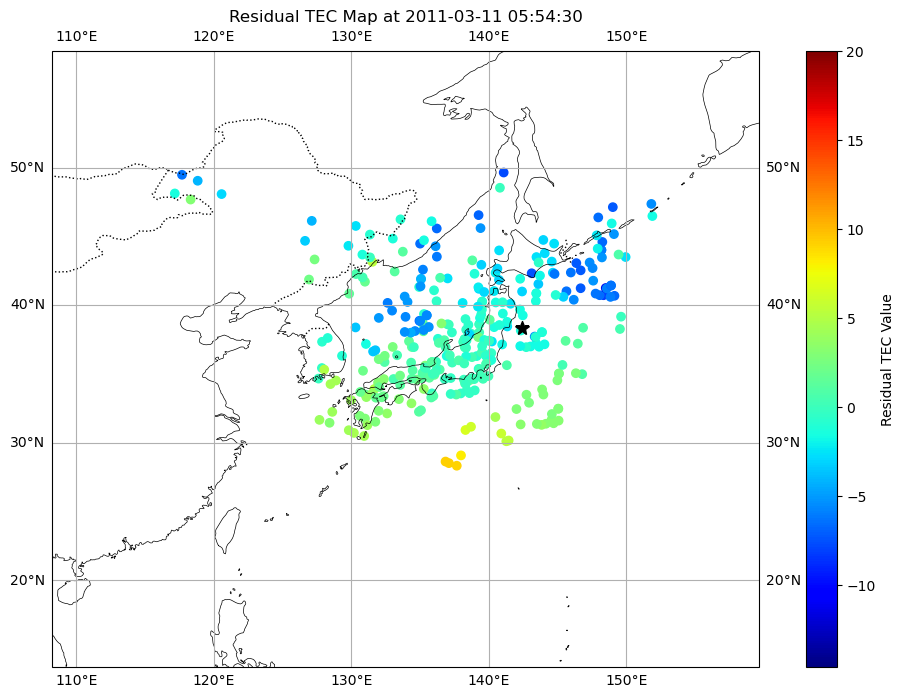 Residual TEC Map at 2011-03-11 05:54:30
110°E 120°E 130°E 140°E 150°E
50°N 50°N
40°N 40°N
30°N 30°N
20°N 20°N
110°E 120°E 130°E 140°E 150°E
20
15
10
5
0
−5
−10
Residual TEC Value